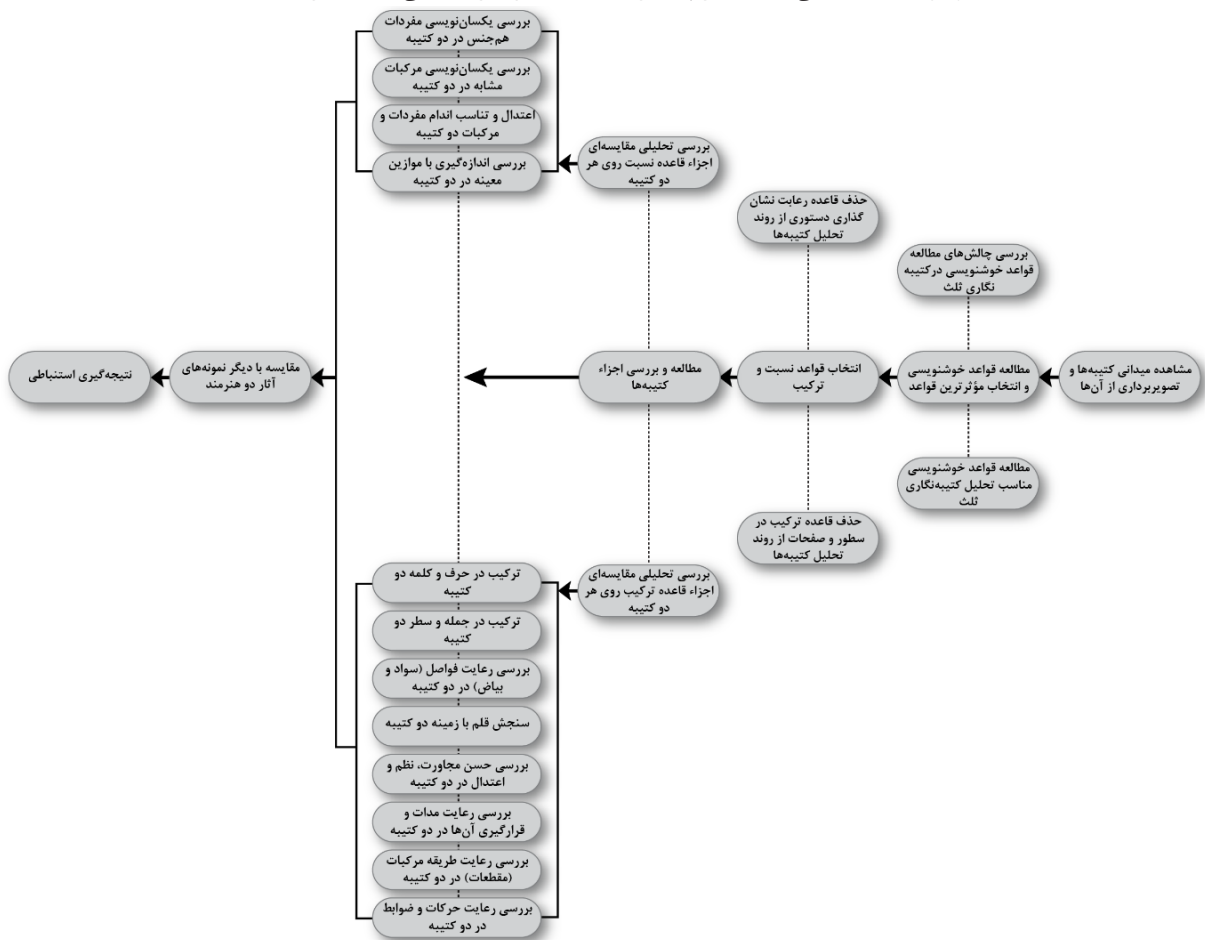 مشاهده میدانی کتیبه‌ها و
تصویربرداری از آن‌ها
بررسی چالش‌های مطالعه
قواعد خوشنویسی درکتیبه
نگاری ثلث
مطالعه قواعد خوشنویسی
و انتخاب مؤثرترین قواعد
مطالعه قواعد خوشنویسی
مناسب تحلیل کتیبه‌نگاری
ثلث
حذف قاعده رعایت نشان
گذاری دستوری از روند
تحلیل کتیبه‌ها
انتخاب قواعد نسبت و
ترکیب
حذف قاعده ترکیب در
سطور و صفحات از روند
تحلیل کتیبه‌ها
بررسی تحلیلی مقایسه‌ای
اجزاء قاعده نسبت روی هر
دو کتیبه
مطالعه و بررسی اجزاء
کتیبه‌ها
بررسی تحلیلی مقایسه‌ای
اجزاء قاعده ترکیب روی هر
دو کتیبه
بررسی یکسان‌نویسی مفردات
هم‌جنس در دو کتیبه
بررسی یکسان‌نویسی مرکبات
مشابه در دو کتیبه
اعتدال و تناسب اندام مفردات و
مرکبات دو کتیبه
بررسی اندازه‌گیری با موازین
معینه در دو کتیبه
ترکیب در حرف و کلمه دو
کتیبه
ترکیب در جمله و سطر دو
کتیبه
بررسی رعایت فواصل (سواد و
بیاض) در دو کتیبه
سنجش قلم با زمینه دو کتیبه
بررسی حسن مجاورت، نظم و
اعتدال در دو کتیبه
بررسی رعایت مدات و
قرارگیری آن‌ها در دو کتیبه
بررسی رعایت طریقه مرکبات
(مقطعات) در دو کتیبه
بررسی رعایت حرکات و ضوابط
در دو کتیبه
مقایسه با دیگر نمونه‌های
آثار دو هنرمند
نتیجه‌گیری استنباطی